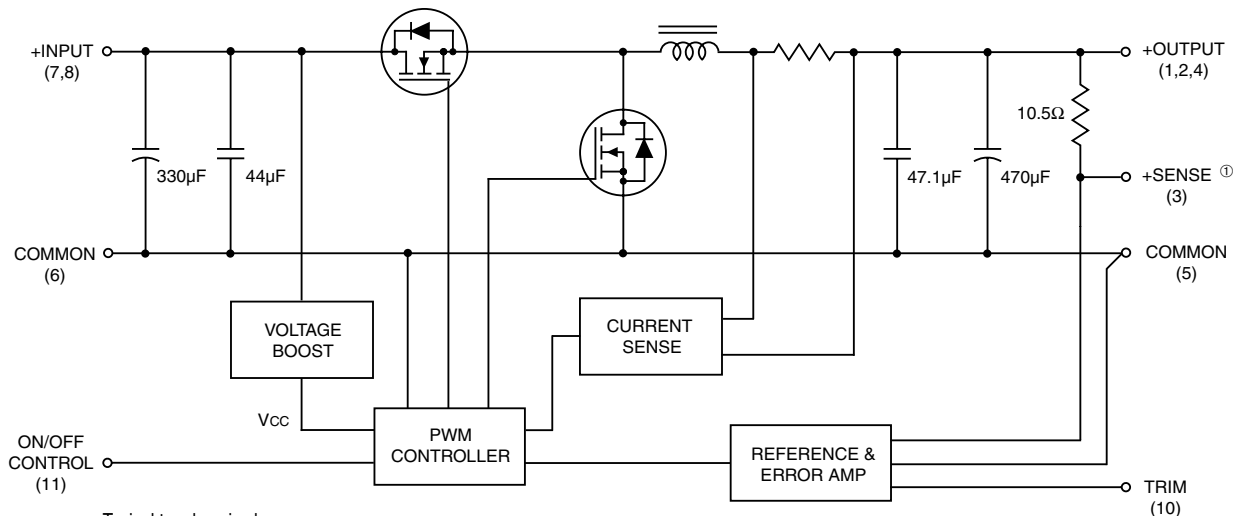 +INPUT
(7,8)
+OUTPUT
(1,2,4)
10.5Ω
330µF
44µF
47.1µF
470µF
+SENSE ①
(3)
COMMON
(6)
COMMON
(5)
VOLTAGE
BOOST
CURRENT
SENSE
VCC
PWM
CONTROLLER
ON/OFF
CONTROL
(11)
REFERENCE &
ERROR AMP
TRIM
(10)